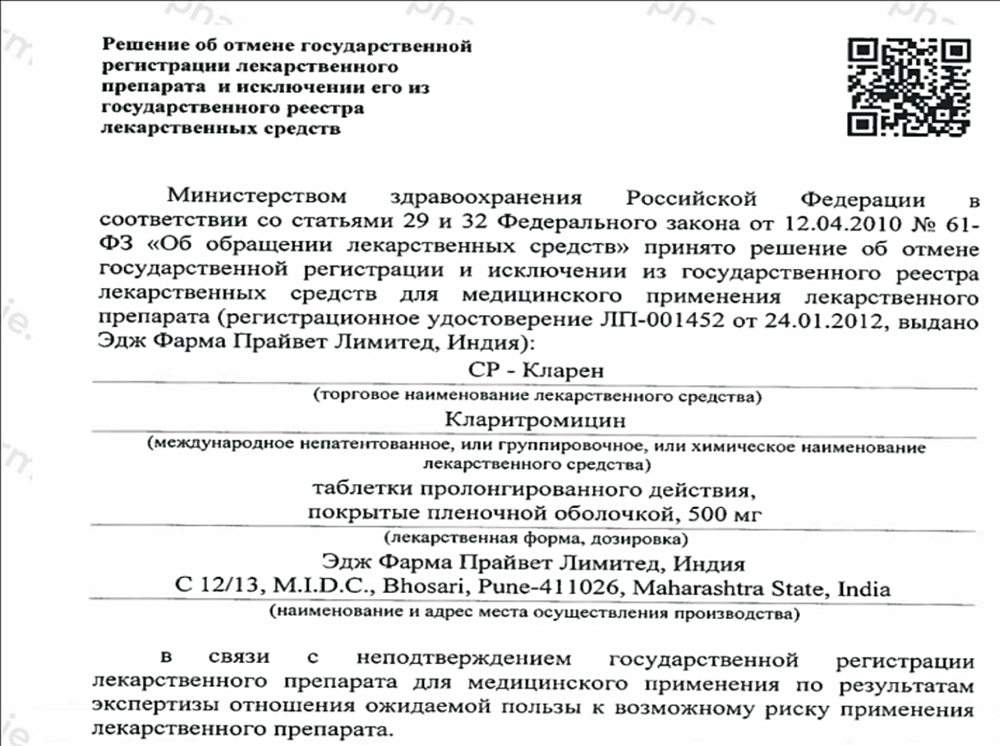 Решение об отмене государственной
регистрации лекарственного
препарата и исключении его из
государственного реестра
лекарственных средств
Министерством здравоохранения Российской Федерации в
соответствии со статьями 29 и 32 Федерального закона от 12.04.2010 № 61-
ФЗ «Об обращении лекарственных средств» принято решение об отмене
государственной регистрации и исключении из государственного реестра
лекарственных средств для медицинского применения лекарственного
препарата (регистрационное удостоверение ЛП-001452 от 24.01.2012, выдано
Эдж Фарма Прайвет Лимитед, Индия):
СР - Кларен
(торговое наименование лекарственного средства)
Кларитромицин
(международное непатентованное, или группировочное, или химическое наименование
лекарственного средства)
таблетки пролонгированного действия,
покрытые пленочной оболочкой, 500 мг
(лекарственная форма, дозировка)
Эдж Фарма Прайвет Лимитед, Индия
С 12/13, M.I.D.C., Bhosari, Pune-411026, Maharashtra State, India
(наименование и адрес места осуществления производства)
в связи с неподтверждением государственной регистрации
лекарственного препарата для медицинского применения по результатам
экспертизы отношения ожидаемой пользы к возможному риску применения
лекарственного препарата.